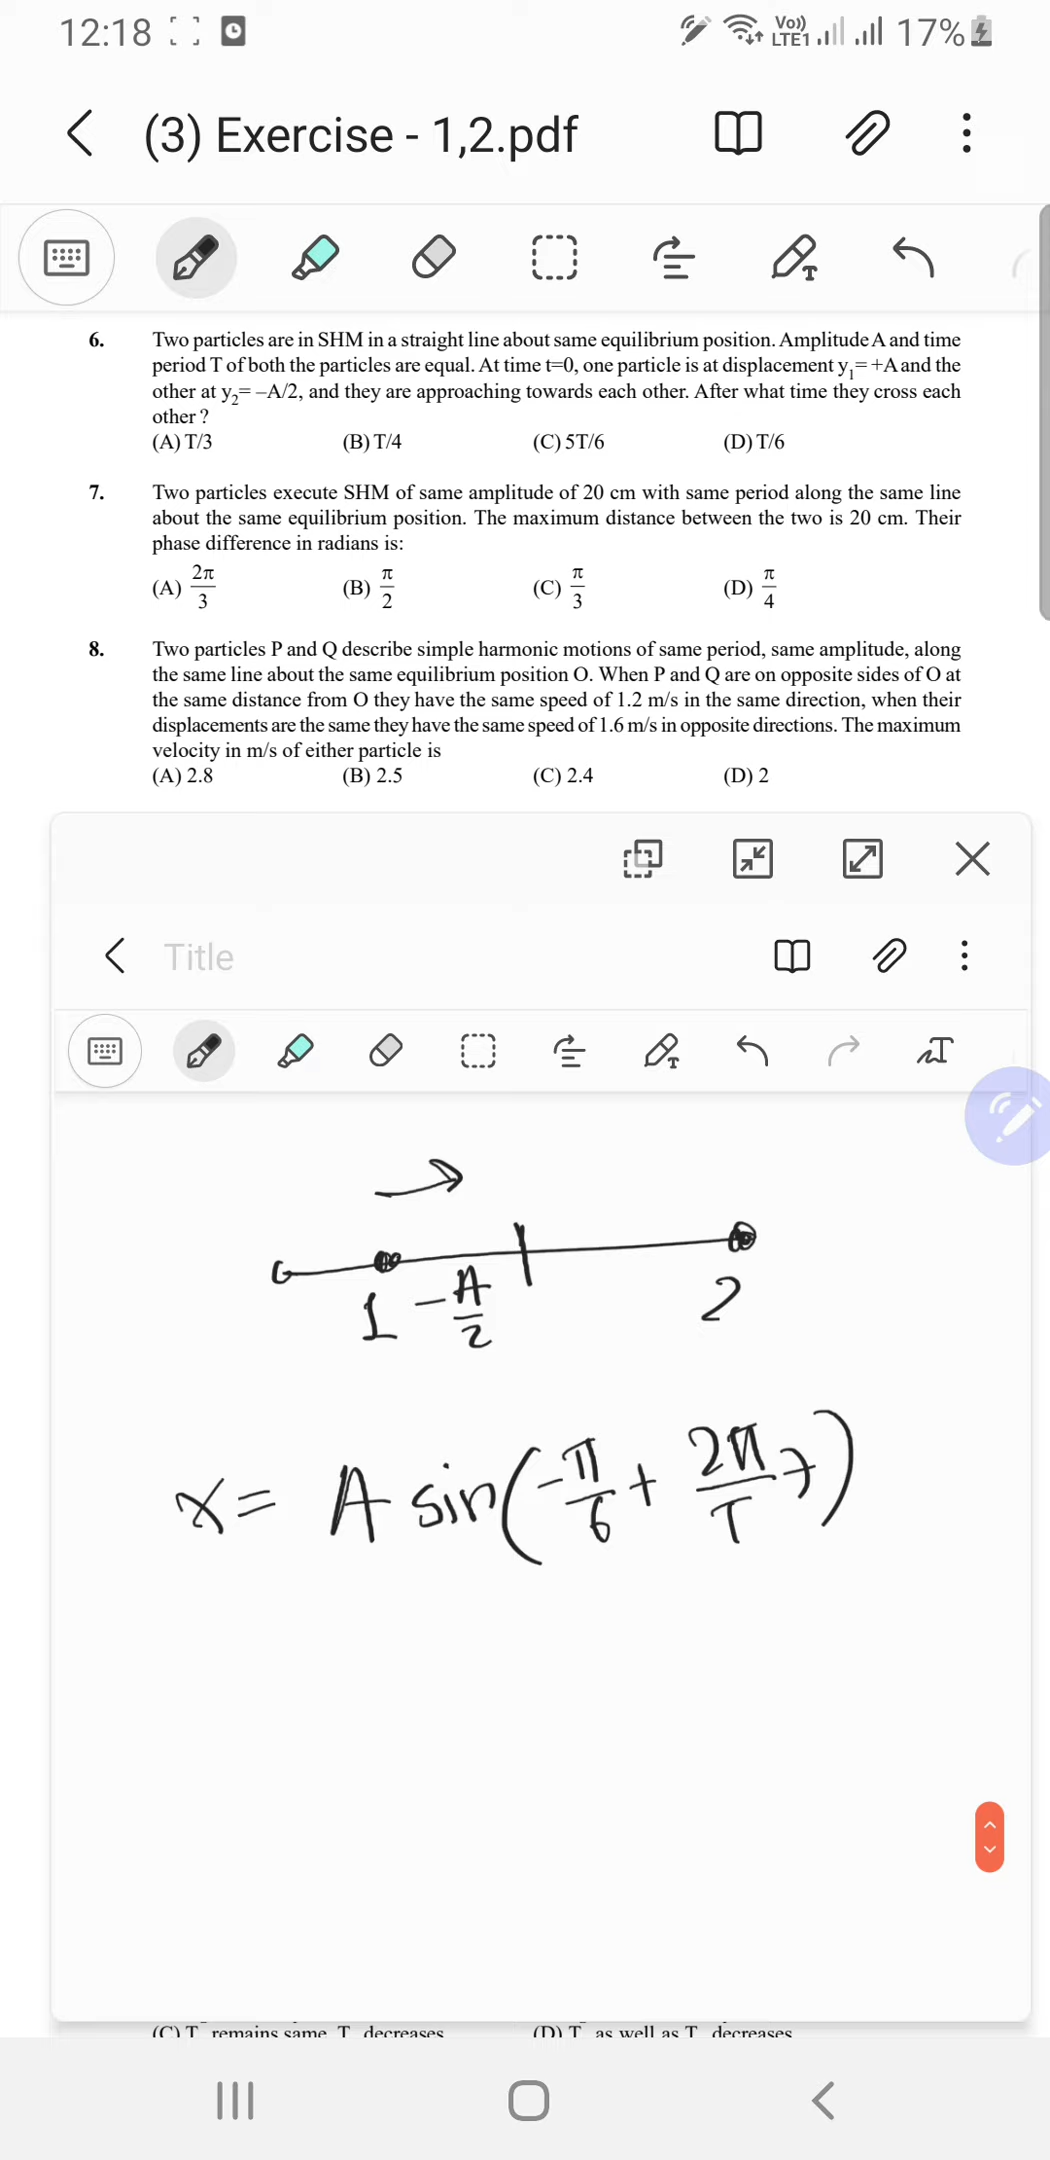 12:18 Vo)) LTE1 17%
(3) Exercise - 1,2.pdf
6. Two particles are in SHM in a straight line about same equilibrium position. Amplitude A and time
period T of both the particles are equal. At time t=0, one particle is at displacement y₁= +A and the
other at y₂= –A/2, and they are approaching towards each other. After what time they cross each
other ?
(A) T/3 (B) T/4 (C) 5T/6 (D) T/6
7. Two particles execute SHM of same amplitude of 20 cm with same period along the same line
about the same equilibrium position. The maximum distance between the two is 20 cm. Their
phase difference in radians is:
(A) 2π/3 (B) π/2 (C) π/3 (D) π/4
8. Two particles P and Q describe simple harmonic motions of same period, same amplitude, along
the same line about the same equilibrium position O. When P and Q are on opposite sides of O at
the same distance from O they have the same speed of 1.2 m/s in the same direction, when their
displacements are the same they have the same speed of 1.6 m/s in opposite directions. The maximum
velocity in m/s of either particle is
(A) 2.8 (B) 2.5 (C) 2.4 (D) 2
Title
1 -A/2 2
x = A sin(-π/6 + 2π/T t)
(C) T remains same, T decreases (D) T as well as T decreases